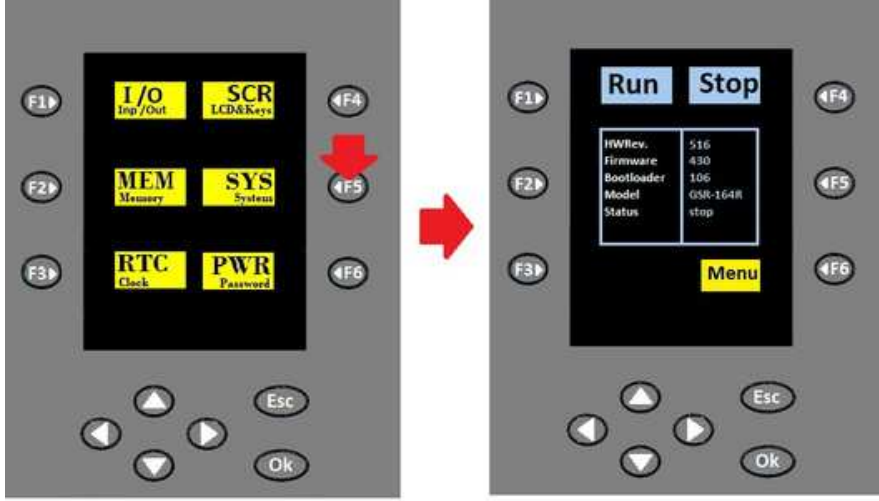 F1 I/O SCR F4
Inp/Out LCD&Keys
F2 MEM SYS F5
Memory System
F3 RTC PWR F6
Clock Password
Esc
Ok
F1 Run Stop F4
HWRev. 516
Firmware 430
F2 Bootloader 106 F5
Model GSR-164R
Status stop
F3 Menu F6
Esc
Ok